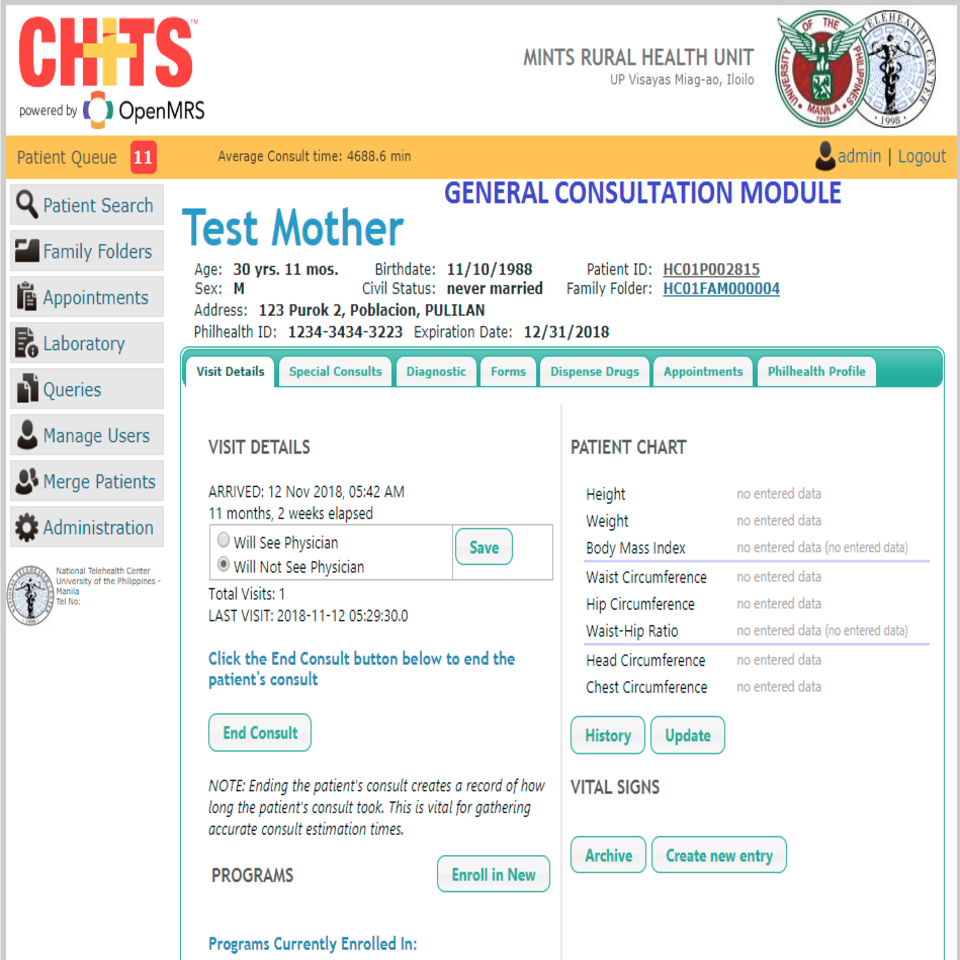 CHITS™
powered by OpenMRS
MINTS RURAL HEALTH UNIT
UP Visayas Miag-ao, Iloilo
UNIVERSITY OF THE PHILIPPINES MANILA 1908
TELEHEALTH CENTER 1998
Patient Queue 11 Average Consult time: 4688.6 min admin | Logout
Patient Search
Family Folders
Appointments
Laboratory
Queries
Manage Users
Merge Patients
Administration
National Telehealth Center
University of the Philippines -
Manila
Tel No:
GENERAL CONSULTATION MODULE
Test Mother
Age: 30 yrs. 11 mos. Birthdate: 11/10/1988 Patient ID: HC01P002815
Sex: M Civil Status: never married Family Folder: HC01FAM000004
Address: 123 Purok 2, Poblacion, PULILAN
Philhealth ID: 1234-3434-3223 Expiration Date: 12/31/2018
Visit Details Special Consults Diagnostic Forms Dispense Drugs Appointments Philhealth Profile
VISIT DETAILS
ARRIVED: 12 Nov 2018, 05:42 AM
11 months, 2 weeks elapsed
Will See Physician
Will Not See Physician
Save
Total Visits: 1
LAST VISIT: 2018-11-12 05:29:30.0
Click the End Consult button below to end the
patient's consult
End Consult
NOTE: Ending the patient's consult creates a record of how
long the patient's consult took. This is vital for gathering
accurate consult estimation times.
PROGRAMS Enroll in New
Programs Currently Enrolled In:
PATIENT CHART
Height no entered data
Weight no entered data
Body Mass Index no entered data (no entered data)
Waist Circumference no entered data
Hip Circumference no entered data
Waist-Hip Ratio no entered data (no entered data)
Head Circumference no entered data
Chest Circumference no entered data
History Update
VITAL SIGNS
Archive Create new entry